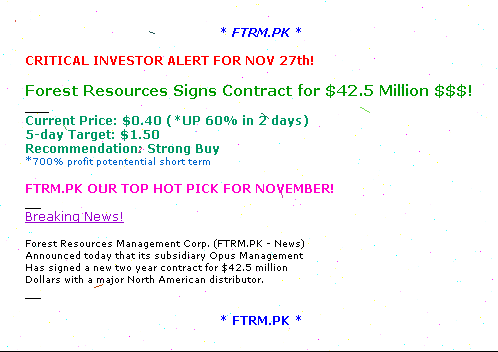 * FTRM.PK *
CRITICAL INVESTOR ALERT FOR NOV 27th!
Forest Resources Signs Contract for $42.5 Million $$$!
Current Price: $0.40 (*UP 60% in 2 days)
5-day Target: $1.50
Recommendation: Strong Buy
*700% profit potentential short term
FTRM.PK OUR TOP HOT PICK FOR NOVEMBER!
Breaking News!
Forest Resources Management Corp. (FTRM.PK - News)
Announced today that its subsidiary Opus Management
Has signed a new two year contract for $42.5 million
Dollars with a major North American distributor.
* FTRM.PK *